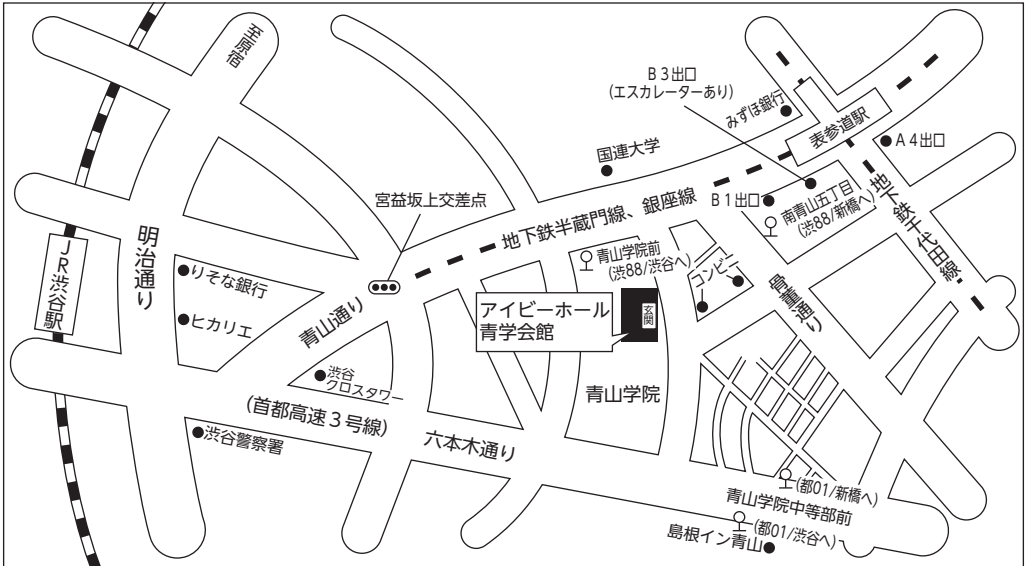 至原宿
B3出口
(エスカレーターあり)
みずほ銀行
表参道駅
A4出口
国連大学
宮益坂上交差点
地下鉄半蔵門線、銀座線
B1出口
南青山五丁目
(渋88/新橋へ)
地下鉄千代田線
JR渋谷駅
明治通り
りそな銀行
ヒカリエ
青山通り
青山学院前
(渋88/渋谷へ)
コンビニ
骨董通り
アイビーホール
青学会館
玄関
渋谷
クロスタワー
青山学院
(首都高速3号線)
六本木通り
渋谷警察署
(都01/新橋へ)
青山学院中等部前
(都01/渋谷へ)
島根イン青山